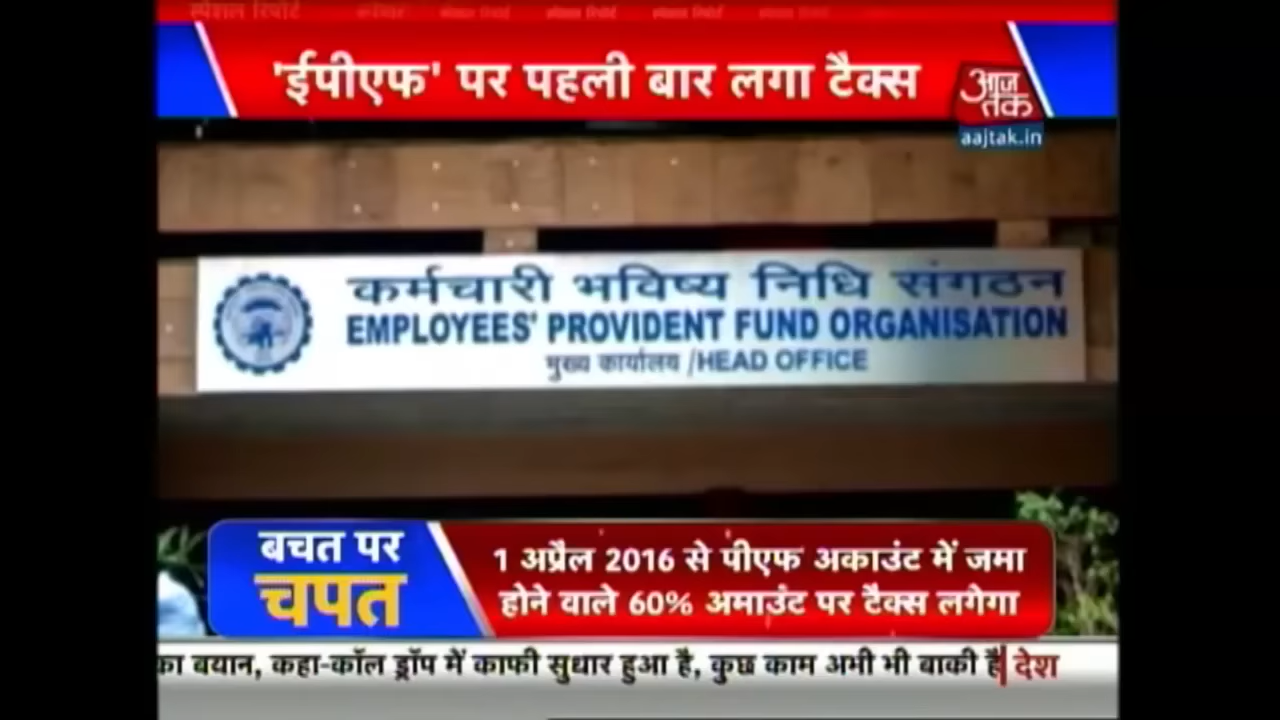 स्पेशल रिपोर्ट
'ईपीएफ' पर पहली बार लगा टैक्स
आज
तक
aajtak.in
कर्मचारी भविष्य निधि संगठन
EMPLOYEES' PROVIDENT FUND ORGANISATION
मुख्य कार्यालय /HEAD OFFICE
बचत पर
चपत
1 अप्रैल 2016 से पीएफ अकाउंट में जमा
होने वाले 60% अमाउंट पर टैक्स लगेगा
का बयान, कहा-कॉल ड्रॉप में काफी सुधार हुआ है, कुछ काम अभी भी बाकी है
देश